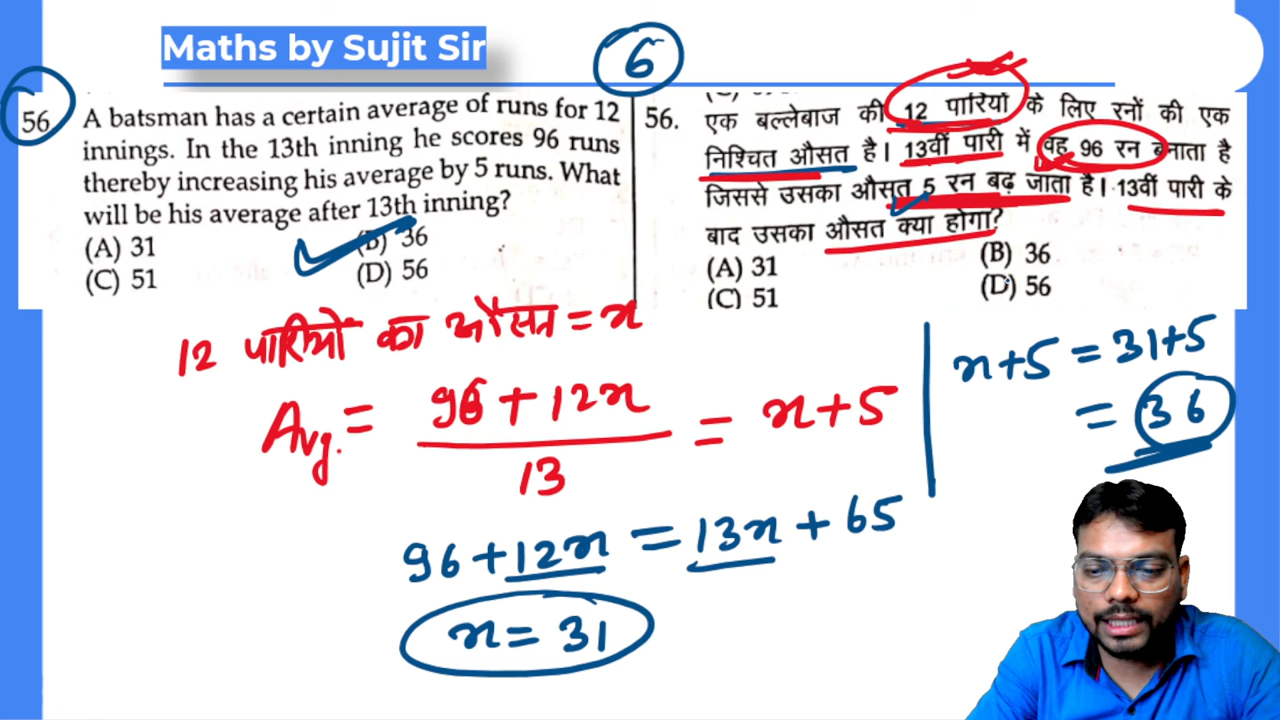 Maths by Sujit Sir
6
56
A batsman has a certain average of runs for 12
innings. In the 13th inning he scores 96 runs
thereby increasing his average by 5 runs. What
will be his average after 13th inning?
(A) 31
(B) 36
(C) 51
(D) 56
56. एक बल्लेबाज की 12 पारियों के लिए रनों की एक
निश्चित औसत है। 13वीं पारी में वह 96 रन बनाता है
जिससे उसका औसत 5 रन बढ़ जाता है। 13वीं पारी के
बाद उसका औसत क्या होगा?
(A) 31
(B) 36
(C) 51
(D) 56
12 पारियों का औसत = x
Avg. = 96 + 12x / 13 = x+5
96 + 12x = 13x + 65
x = 31
x+5 = 31+5
= 36